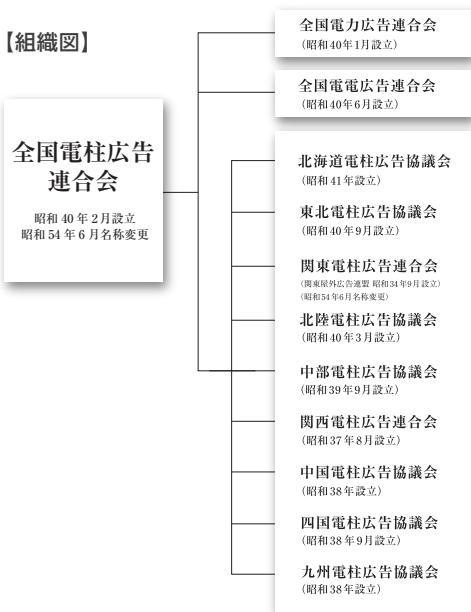 【組織図】
全国電柱広告
連合会
昭和 40 年 2月設立
昭和 54 年 6 月名称変更
全国電力広告連合会
（昭和40年1月設立）
全国電電広告連合会
（昭和40年6月設立）
北海道電柱広告協議会
（昭和41年設立）
東北電柱広告協議会
（昭和40年9月設立）
関東電柱広告連合会
（関東屋外広告連盟 昭和34年9月設立）
（昭和54年6月名称変更）
北陸電柱広告協議会
（昭和40年3月設立）
中部電柱広告協議会
（昭和39年9月設立）
関西電柱広告連合会
（昭和37年8月設立）
中国電柱広告協議会
（昭和38年設立）
四国電柱広告協議会
（昭和38年9月設立）
九州電柱広告協議会
（昭和38年設立）